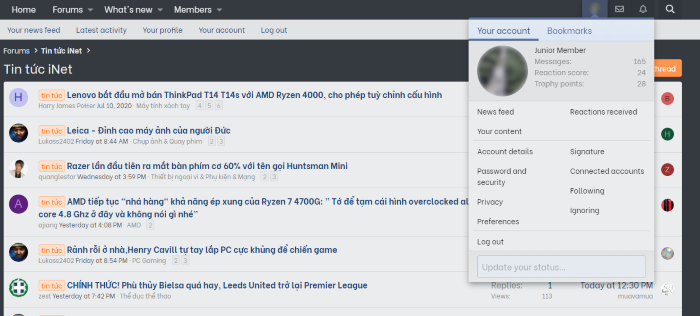 Home Forums What's new Members
Your news feed Latest activity Your profile Your account Log out
Forums Tin tức iNet
Tin tức iNet
Your account Bookmarks
Junior Member
Messages: 165
Reaction score: 24
Trophy points: 28
News feed Reactions received
Your content
Account details Signature
Password and security Connected accounts
Privacy Following
Preferences Ignoring
Log out
Update your status...
hread
H tin tức Lenovo bắt đầu mở bán ThinkPad T14 T14s với AMD Ryzen 4000, cho phép tuỳ chỉnh cấu hình
Harry James Potter Jul 10, 2020 · Máy tính xách tay 4 5 6
B
tin tức Leica - Đỉnh cao máy ảnh của người Đức
Lukass2402 Friday at 8:44 AM · Chụp ảnh & Quay phim 2 3
H
tin tức Razer lần đầu tiên ra mắt bàn phím cơ 60% với tên gọi Huntsman Mini
quanglestar Wednesday at 3:59 PM · Thiết bị ngoại vi & Phụ kiện & Mạng 2
Z
A tin tức AMD tiếp tục "nhá hàng" khả năng ép xung của Ryzen 7 4700G: " Tớ để tạm cái hình overclocked al
core 4.8 Ghz ở đây và không nói gì nhé"
ajang Yesterday at 4:08 PM · AMD 2
tin tức Rảnh rỗi ở nhà,Henry Cavill tự tay lắp PC cực khủng để chiến game
Lukass2402 Friday at 8:54 PM · PC Gaming 2 3
tin tức CHÍNH THỨC! Phù thủy Bielsa quá hay, Leeds United trở lại Premier League
zest Yesterday at 7:42 PM · Thể dục thể thao
Replies: 1 Today at 12:30 PM
Views: 113 muavamua